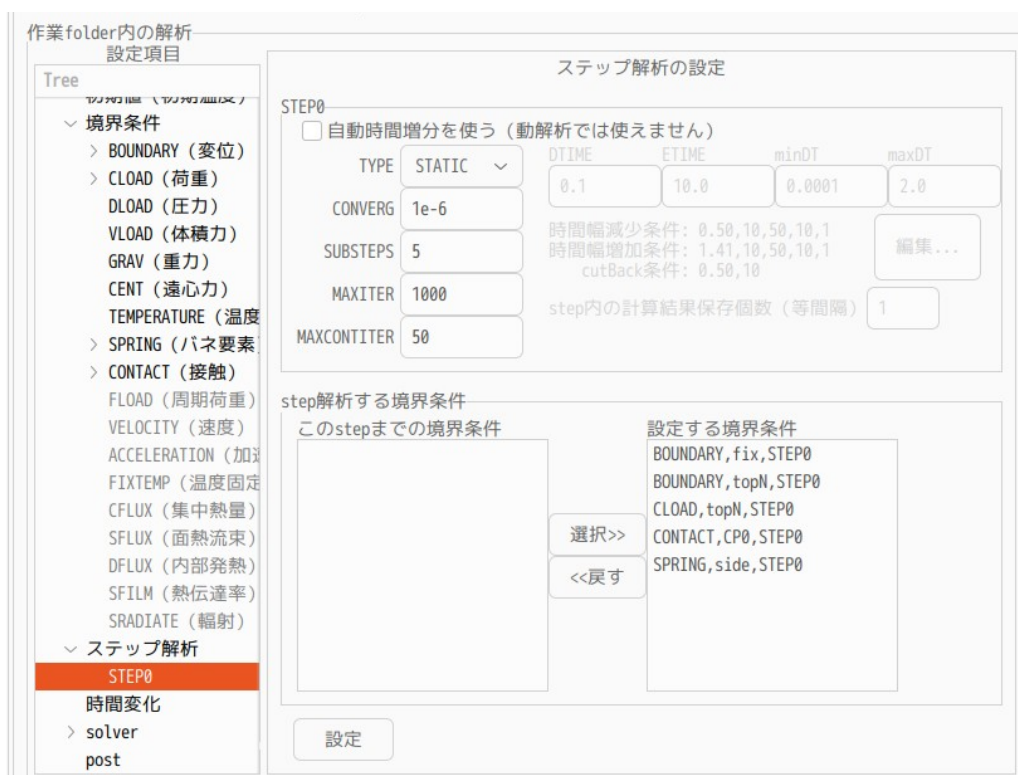 作業folder内の解析
設定項目
Tree
初期値（初期温度）
境界条件
BOUNDARY（変位）
CLOAD（荷重）
DLOAD（圧力）
VLOAD（体積力）
GRAV（重力）
CENT（遠心力）
TEMPERATURE（温度
SPRING（バネ要素
CONTACT（接触）
FLOAD（周期荷重）
VELOCITY（速度）
ACCELERATION（加速
FIXTEMP（温度固定
CFLUX（集中熱量）
SFLUX（面熱流束）
DFLUX（内部発熱）
SFILM（熱伝達率）
SRADIATE（輻射）
ステップ解析
STEP0
時間変化
solver
post
ステップ解析の設定
STEP0
自動時間増分を使う（動解析では使えません）
TYPE STATIC
CONVERG 1e-6
SUBSTEPS 5
MAXITER 1000
MAXCONTITER 50
DTIME ETIME minDT maxDT
0.1 10.0 0.0001 2.0
時間幅減少条件: 0.50,10,50,10,1
時間幅増加条件: 1.41,10,50,10,1
cutBack条件: 0.50,10
編集...
step内の計算結果保存個数（等間隔） 1
step解析する境界条件
このstepまでの境界条件
選択>>
<<戻す
設定する境界条件
BOUNDARY,fix,STEP0
BOUNDARY,topN,STEP0
CLOAD,topN,STEP0
CONTACT,CP0,STEP0
SPRING,side,STEP0
設定